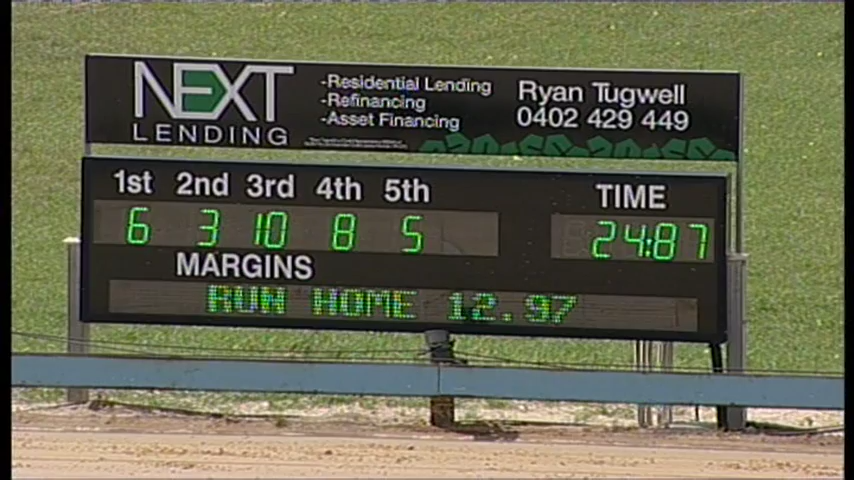 NEXT
LENDING
-Residential Lending
-Refinancing
-Asset Financing
Ryan Tugwell
0402 429 449
1st 2nd 3rd 4th 5th TIME
6 3 10 8 5 24:87
MARGINS
RUN HOME 12.97